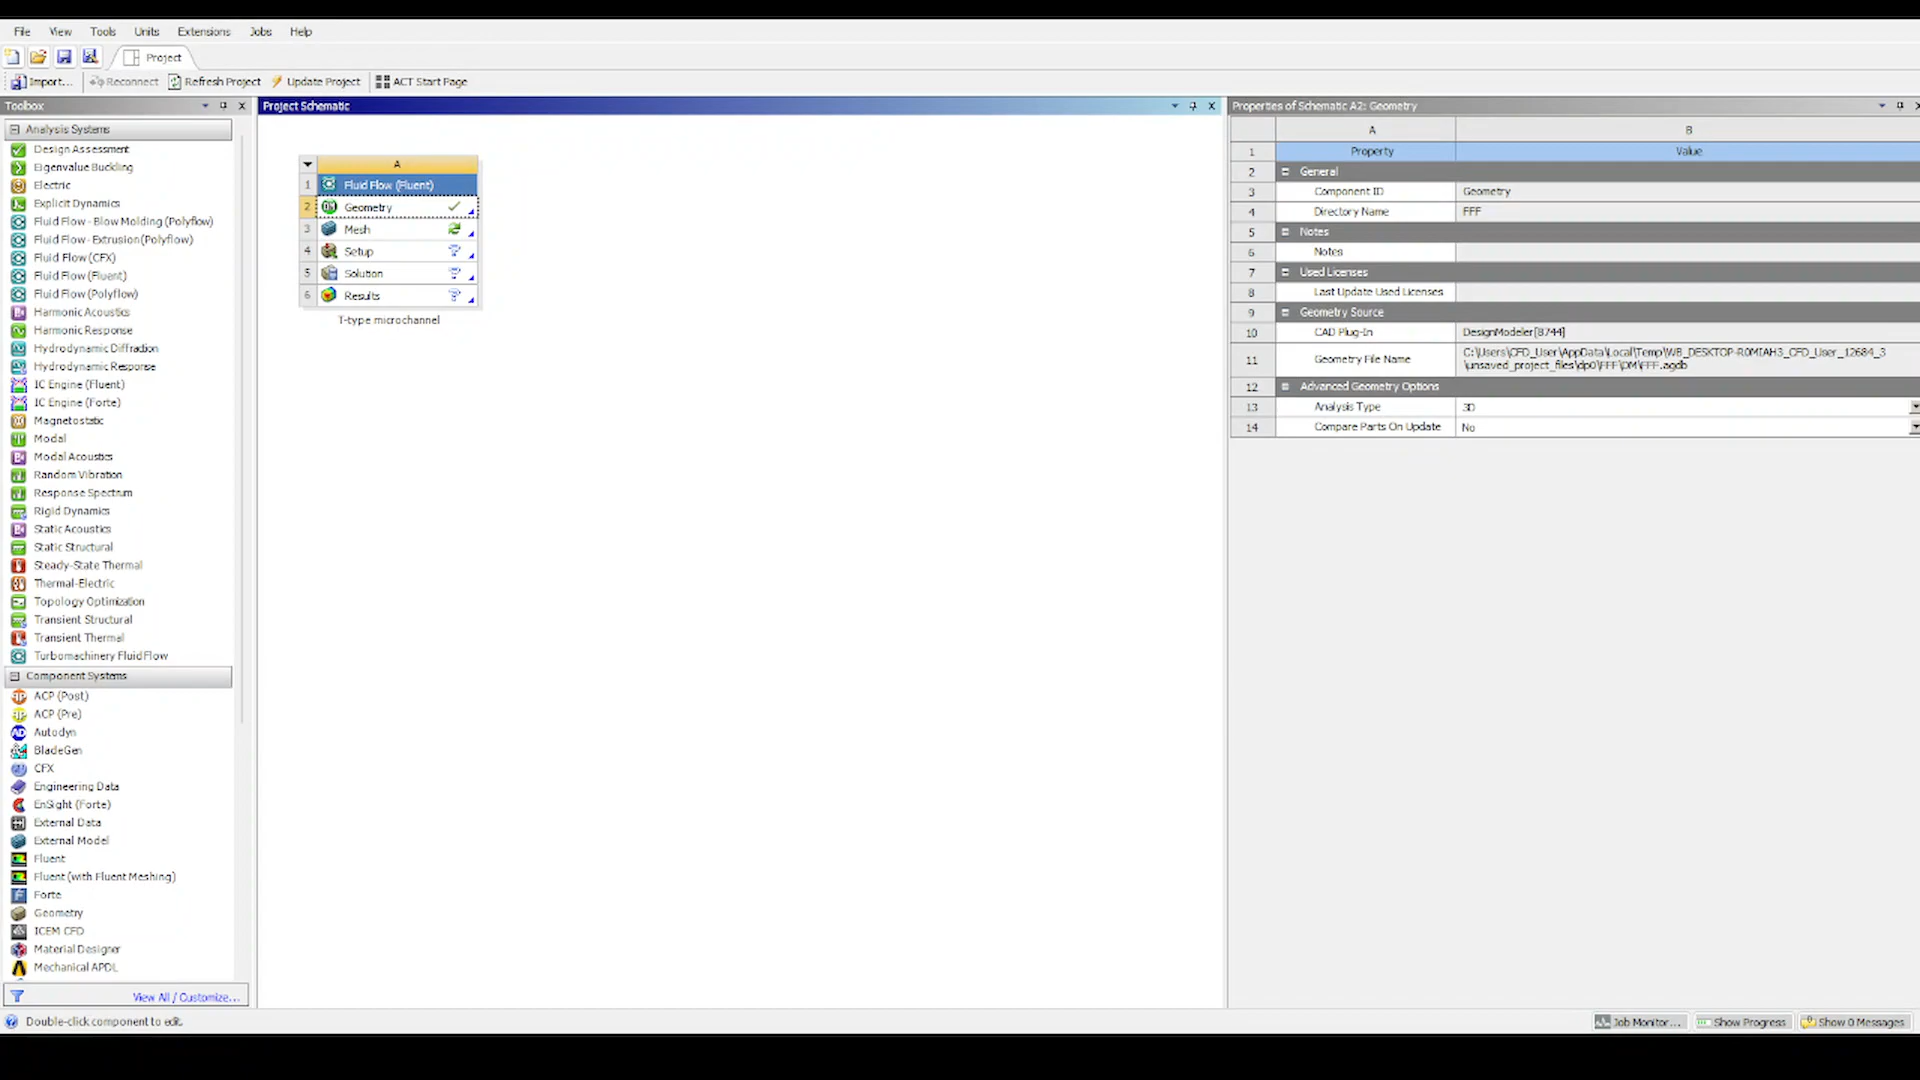 File View Tools Units Extensions Jobs Help
Project
Import... Reconnect Refresh Project Update Project ACT Start Page
Toolbox
Analysis Systems
Design Assessment
Eigenvalue Buckling
Electric
Explicit Dynamics
Fluid Flow - Blow Molding (Polyflow)
Fluid Flow - Extrusion (Polyflow)
Fluid Flow (CFX)
Fluid Flow (Fluent)
Fluid Flow (Polyflow)
Harmonic Acoustics
Harmonic Response
Hydrodynamic Diffraction
Hydrodynamic Response
IC Engine (Fluent)
IC Engine (Forte)
Magnetostatic
Modal
Modal Acoustics
Random Vibration
Response Spectrum
Rigid Dynamics
Static Acoustics
Static Structural
Steady-State Thermal
Thermal-Electric
Topology Optimization
Transient Structural
Transient Thermal
Turbomachinery Fluid Flow
Component Systems
ACP (Post)
ACP (Pre)
Autodyn
BladeGen
CFX
Engineering Data
EnSight (Forte)
External Data
External Model
Fluent
Fluent (with Fluent Meshing)
Forte
Geometry
ICEM CFD
Material Designer
Mechanical APDL
View All / Customize...
Project Schematic
A
1 Fluid Flow (Fluent)
2 Geometry
3 Mesh
4 Setup
5 Solution
6 Results
T-type microchannel
Properties of Schematic A2: Geometry
A B
1 Property Value
2 General
3 Component ID Geometry
4 Directory Name FFF
5 Notes
6 Notes
7 Used Licenses
8 Last Update Used Licenses
9 Geometry Source
10 CAD Plug-In DesignModeler[8744]
11 Geometry File Name C:\Users\CFD_User\AppData\Local\Temp\WB_DESKTOP-R0MIAH3_CFD_User_12684_3
\unsaved_project_files\dp0\FFF\DM\FFF.agdb
12 Advanced Geometry Options
13 Analysis Type 3D
14 Compare Parts On Update No
Double-click component to edit.
Job Monitor... Show Progress Show 0 Messages